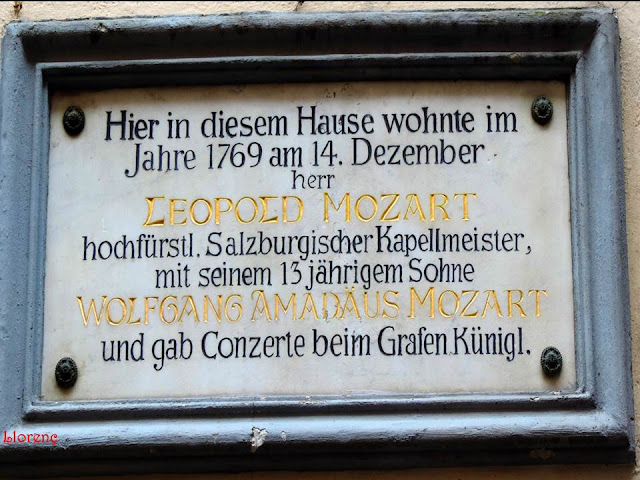 Hier in diesem Hause wohnte im
Jahre 1769 am 14. Dezember
herr
LEOPOLD MOZART
hochfürstl. Salzburgischer Kapellmeister,
mit seinem 13 jährigem Sohne
WOLFGANG AMADÄUS MOZART
und gab Conzerte beim Grafen Künigl.
Llorenç